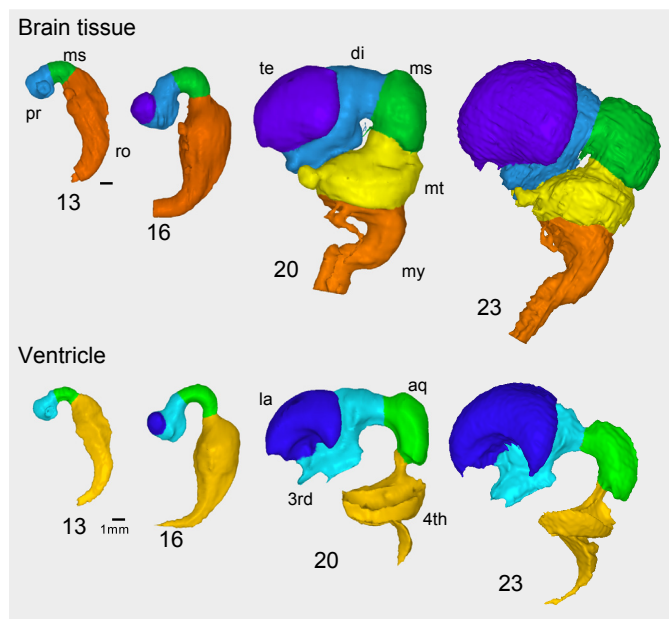 Brain tissue
ms
pr
ro
13
16
te
di
ms
mt
my
20
23
Ventricle
13
1mm
16
la
aq
3rd
4th
20
23